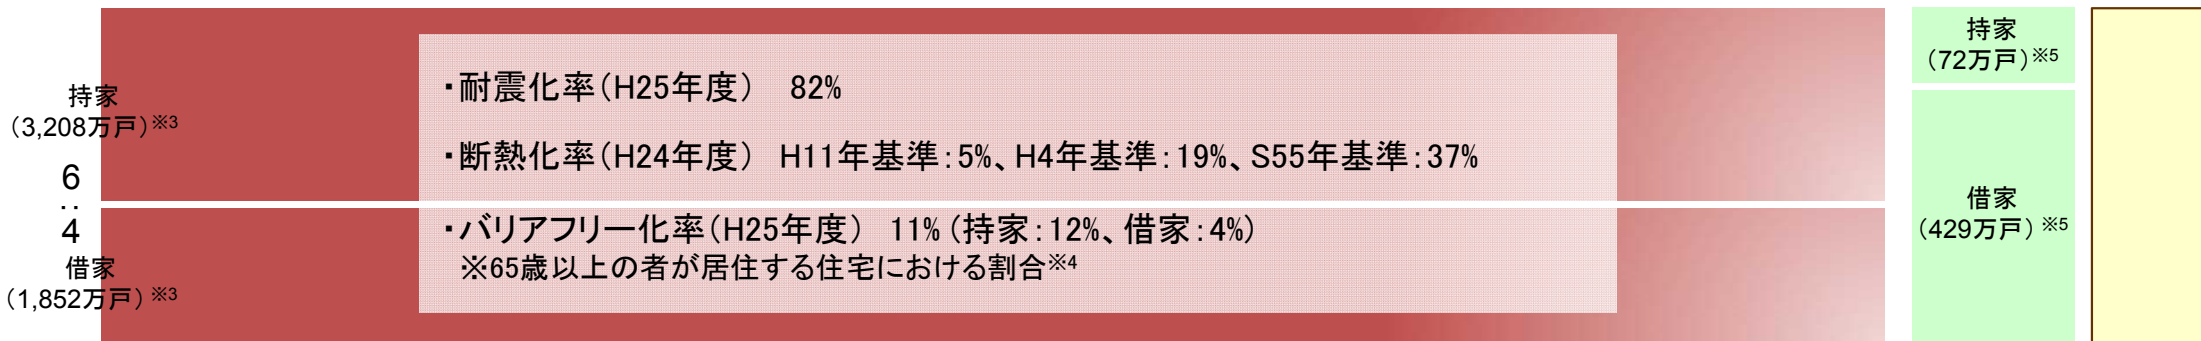 持家
（3,208万戸）※3
6
：
4
借家
（1,852万戸）※3
・耐震化率（H25年度）　82%
・断熱化率（H24年度）　H11年基準：5%、H4年基準：19%、S55年基準：37%
・バリアフリー化率（H25年度）　11%（持家：12%、借家：4%）
※65歳以上の者が居住する住宅における割合※4
持家
（72万戸）※5
借家
（429万戸）※5